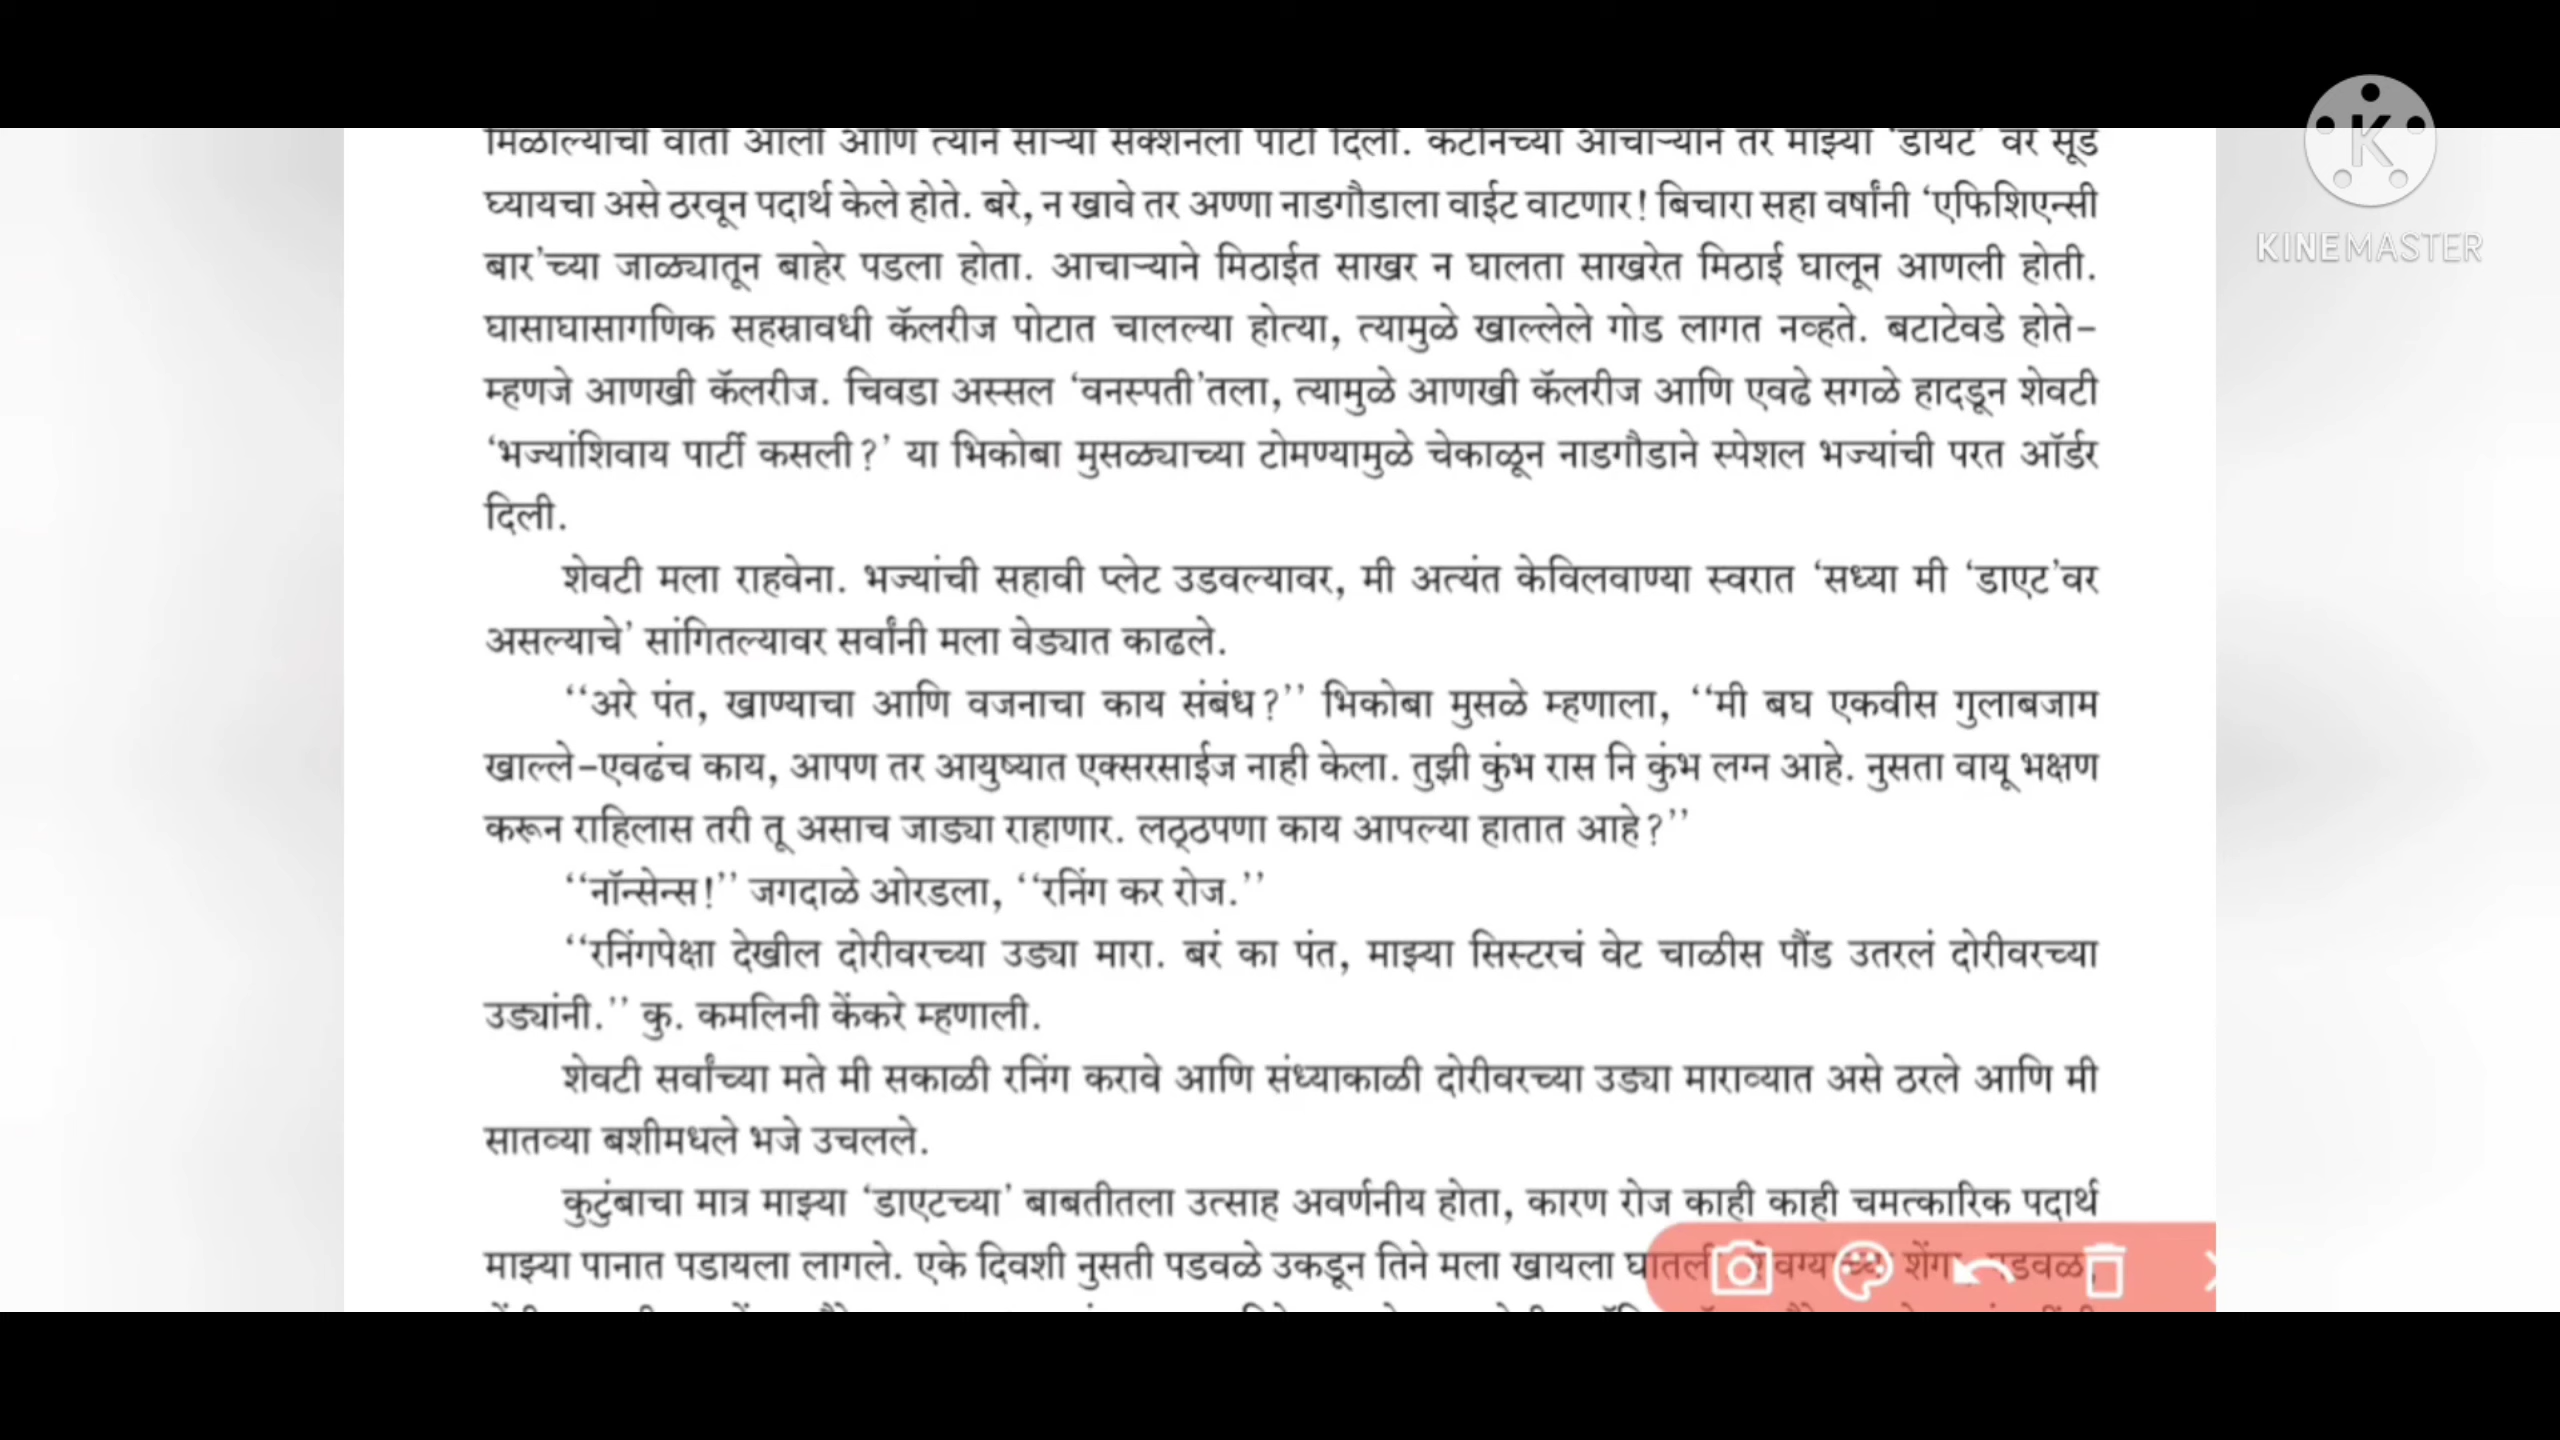 मिळाल्याची वार्ता आली आणि त्याने साऱ्या सेक्शनला पार्टी दिली. कँटीनच्या आचाऱ्याने तर माझ्या ‘डायट’ वर सूड
घ्यायचा असे ठरवून पदार्थ केले होते. बरे, न खावे तर अण्णा नाडगौडाला वाईट वाटणार! बिचारा सहा वर्षांनी ‘एफिशिएन्सी
बार’च्या जाळ्यातून बाहेर पडला होता. आचाऱ्याने मिठाईत साखर न घालता साखरेत मिठाई घालून आणली होती.
घासाघासागणिक सहस्रावधी कॅलरीज पोटात चालल्या होत्या, त्यामुळे खाल्लेले गोड लागत नव्हते. बटाटेवडे होते–
म्हणजे आणखी कॅलरीज. चिवडा अस्सल ‘वनस्पती’तला, त्यामुळे आणखी कॅलरीज आणि एवढे सगळे हादडून शेवटी
‘भज्यांशिवाय पार्टी कसली?’ या भिकोबा मुसळ्याच्या टोमण्यामुळे चेकाळून नाडगौडाने स्पेशल भज्यांची परत ऑर्डर
दिली.
शेवटी मला राहवेना. भज्यांची सहावी प्लेट उडवल्यावर, मी अत्यंत केविलवाण्या स्वरात ‘सध्या मी ‘डाएट’वर
असल्याचे’ सांगितल्यावर सर्वांनी मला वेड्यात काढले.
‘‘अरे पंत, खाण्याचा आणि वजनाचा काय संबंध?’’ भिकोबा मुसळे म्हणाला, ‘‘मी बघ एकवीस गुलाबजाम
खाल्ले–एवढंच काय, आपण तर आयुष्यात एक्सरसाईज नाही केला. तुझी कुंभ रास नि कुंभ लग्न आहे. नुसता वायू भक्षण
करून राहिलास तरी तू असाच जाड्या राहाणार. लठ्ठपणा काय आपल्या हातात आहे?’’
‘‘नॉन्सेन्स!’’ जगदाळे ओरडला, ‘‘रनिंग कर रोज.’’
‘‘रनिंगपेक्षा देखील दोरीवरच्या उड्या मारा. बरं का पंत, माझ्या सिस्टरचं वेट चाळीस पौंड उतरलं दोरीवरच्या
उड्यांनी.’’ कु. कमलिनी केंकरे म्हणाली.
शेवटी सर्वांच्या मते मी सकाळी रनिंग करावे आणि संध्याकाळी दोरीवरच्या उड्या माराव्यात असे ठरले आणि मी
सातव्या बशीमधले भजे उचलले.
कुटुंबाचा मात्र माझ्या ‘डाएटच्या’ बाबतीतला उत्साह अवर्णनीय होता, कारण रोज काही काही चमत्कारिक पदार्थ
माझ्या पानात पडायला लागले. एके दिवशी नुसती पडवळे उकडून तिने मला खायला घातली
K
KINEMASTER